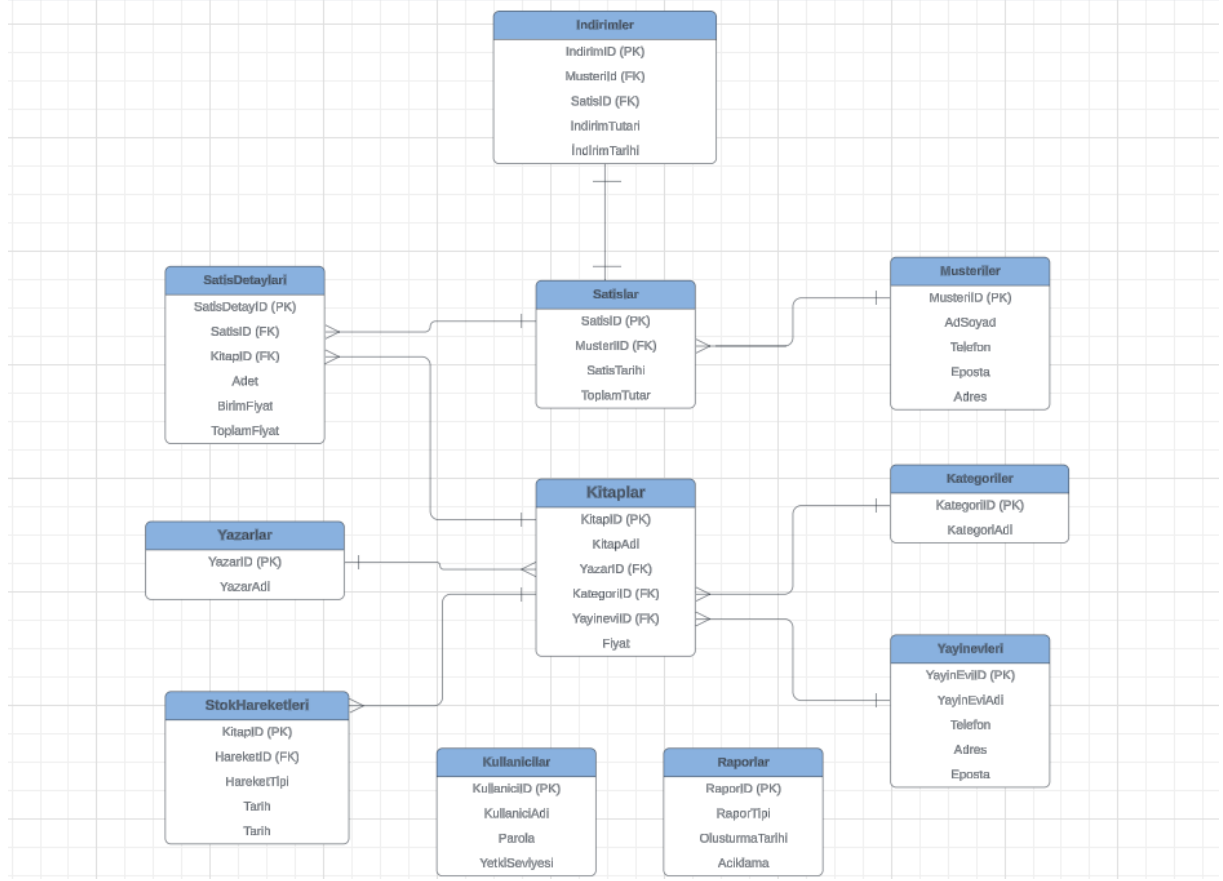 Indirimler
IndirimID (PK)
MusteriId (FK)
SatisID (FK)
IndirimTutari
İndirimTarihi
SatisDetaylari
SatisDetayID (PK)
SatisID (FK)
KitapID (FK)
Adet
BirimFiyat
ToplamFiyat
Satislar
SatisID (PK)
MusteriID (FK)
SatisTarihi
ToplamTutar
Musteriler
MusteriID (PK)
AdSoyad
Telefon
Eposta
Adres
Kitaplar
KitapID (PK)
KitapAdi
YazarID (FK)
KategoriID (FK)
YayineviID (FK)
Fiyat
Kategoriler
KategoriID (PK)
KategoriAdi
Yazarlar
YazarID (PK)
YazarAdi
Yayinevleri
YayinEviID (PK)
YayinEviAdi
Telefon
Adres
Eposta
StokHareketleri
KitapID (PK)
HareketID (FK)
HareketTipi
Tarih
Tarih
Kullanicilar
KullaniciID (PK)
KullaniciAdi
Parola
YetkiSeviyesi
Raporlar
RaporID (PK)
RaporTipi
OlusturmaTarihi
Aciklama